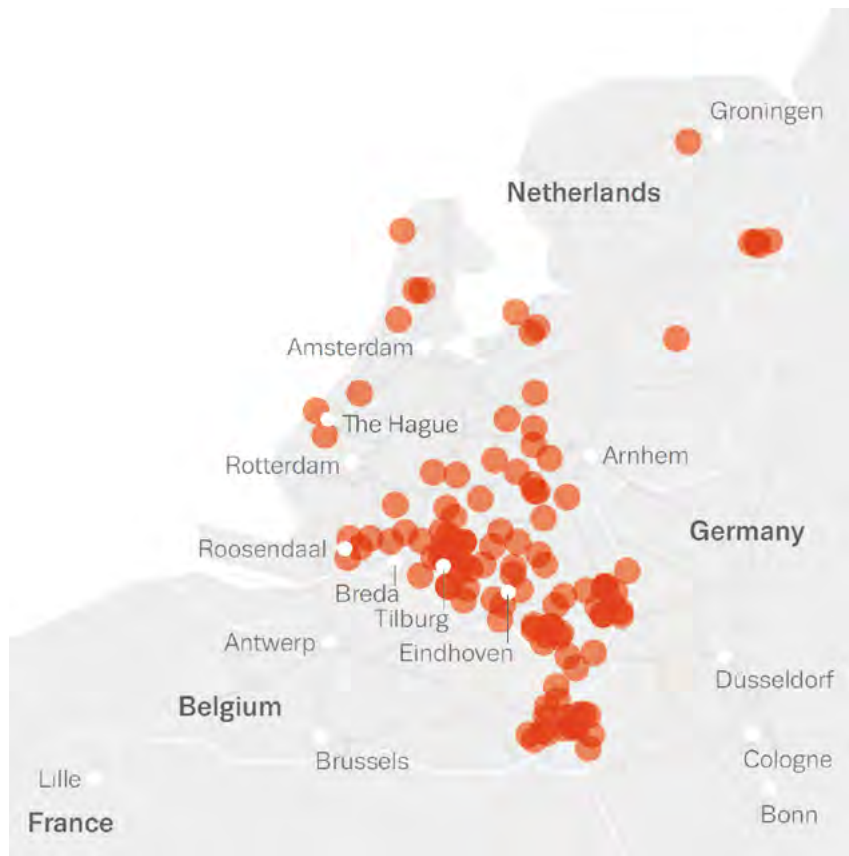 Groningen
Netherlands
Amsterdam
The Hague
Rotterdam
Arnhem
Germany
Roosendaal
Breda
Tilburg
Antwerp
Eindhoven
Dusseldorf
Belgium
Brussels
Cologne
Lille
Bonn
France